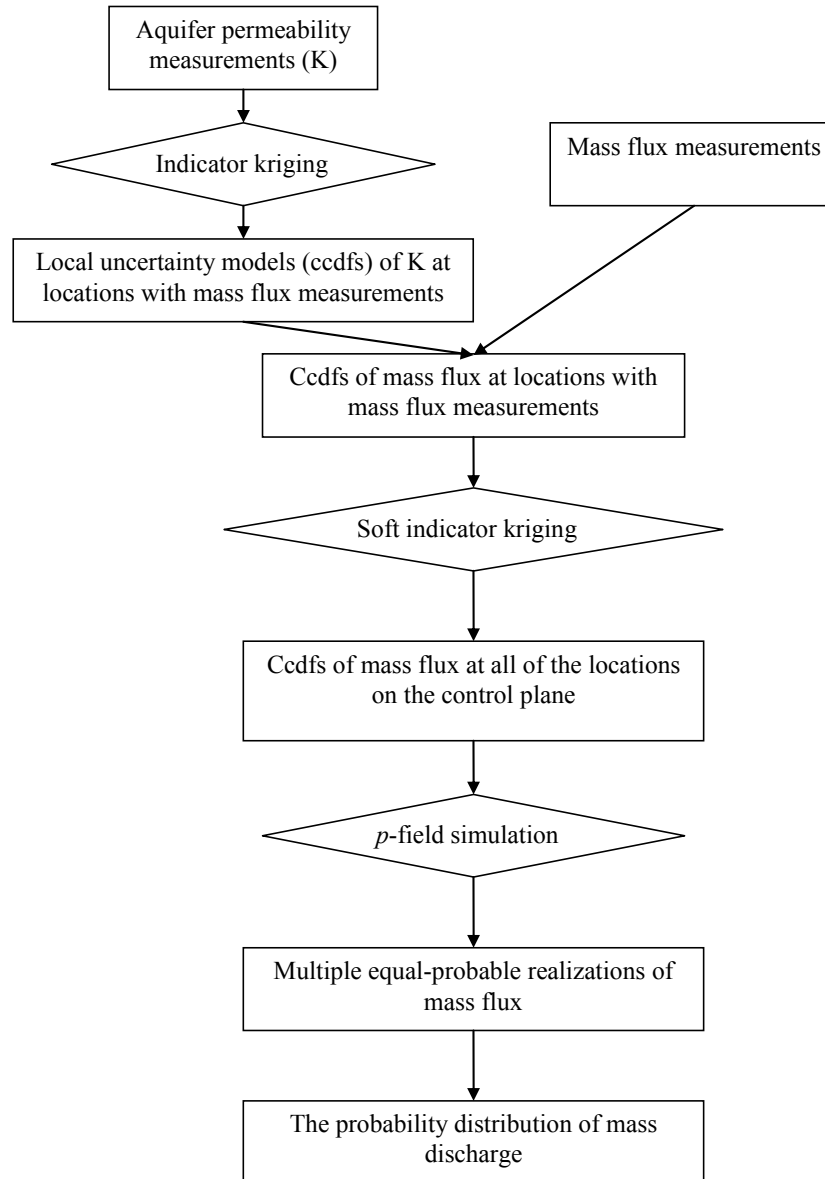 Aquifer permeability
measurements (K)
Indicator kriging
Mass flux measurements
Local uncertainty models (ccdfs) of K at
locations with mass flux measurements
Ccdfs of mass flux at locations with
mass flux measurements
Soft indicator kriging
Ccdfs of mass flux at all of the locations
on the control plane
p-field simulation
Multiple equal-probable realizations of
mass flux
The probability distribution of mass
discharge